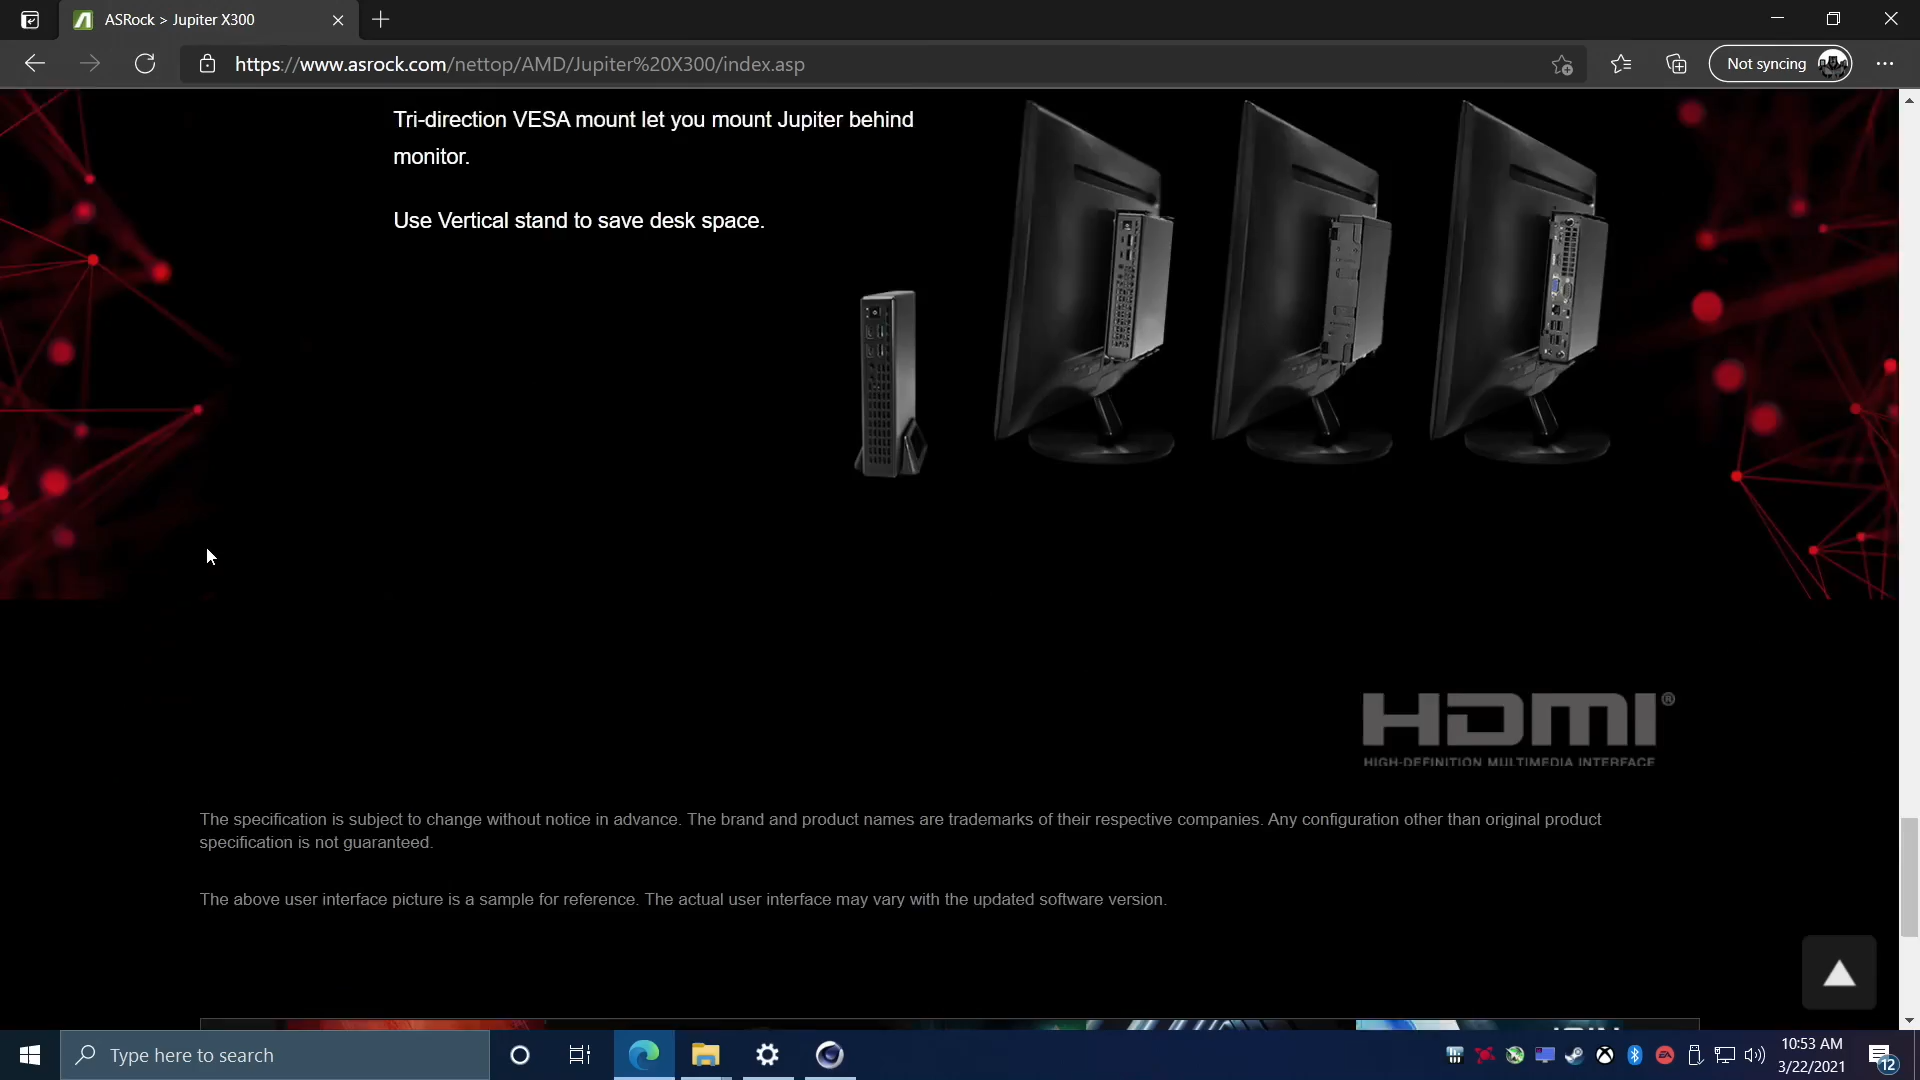 ASRock > Jupiter X300
https://www.asrock.com/nettop/AMD/Jupiter%20X300/index.asp
Not syncing
Tri-direction VESA mount let you mount Jupiter behind
monitor.
Use Vertical stand to save desk space.
HDMI®
HIGH-DEFINITION MULTIMEDIA INTERFACE
The specification is subject to change without notice in advance. The brand and product names are trademarks of their respective companies. Any configuration other than original product
specification is not guaranteed.
The above user interface picture is a sample for reference. The actual user interface may vary with the updated software version.
Type here to search
EA
10:53 AM
3/22/2021
12